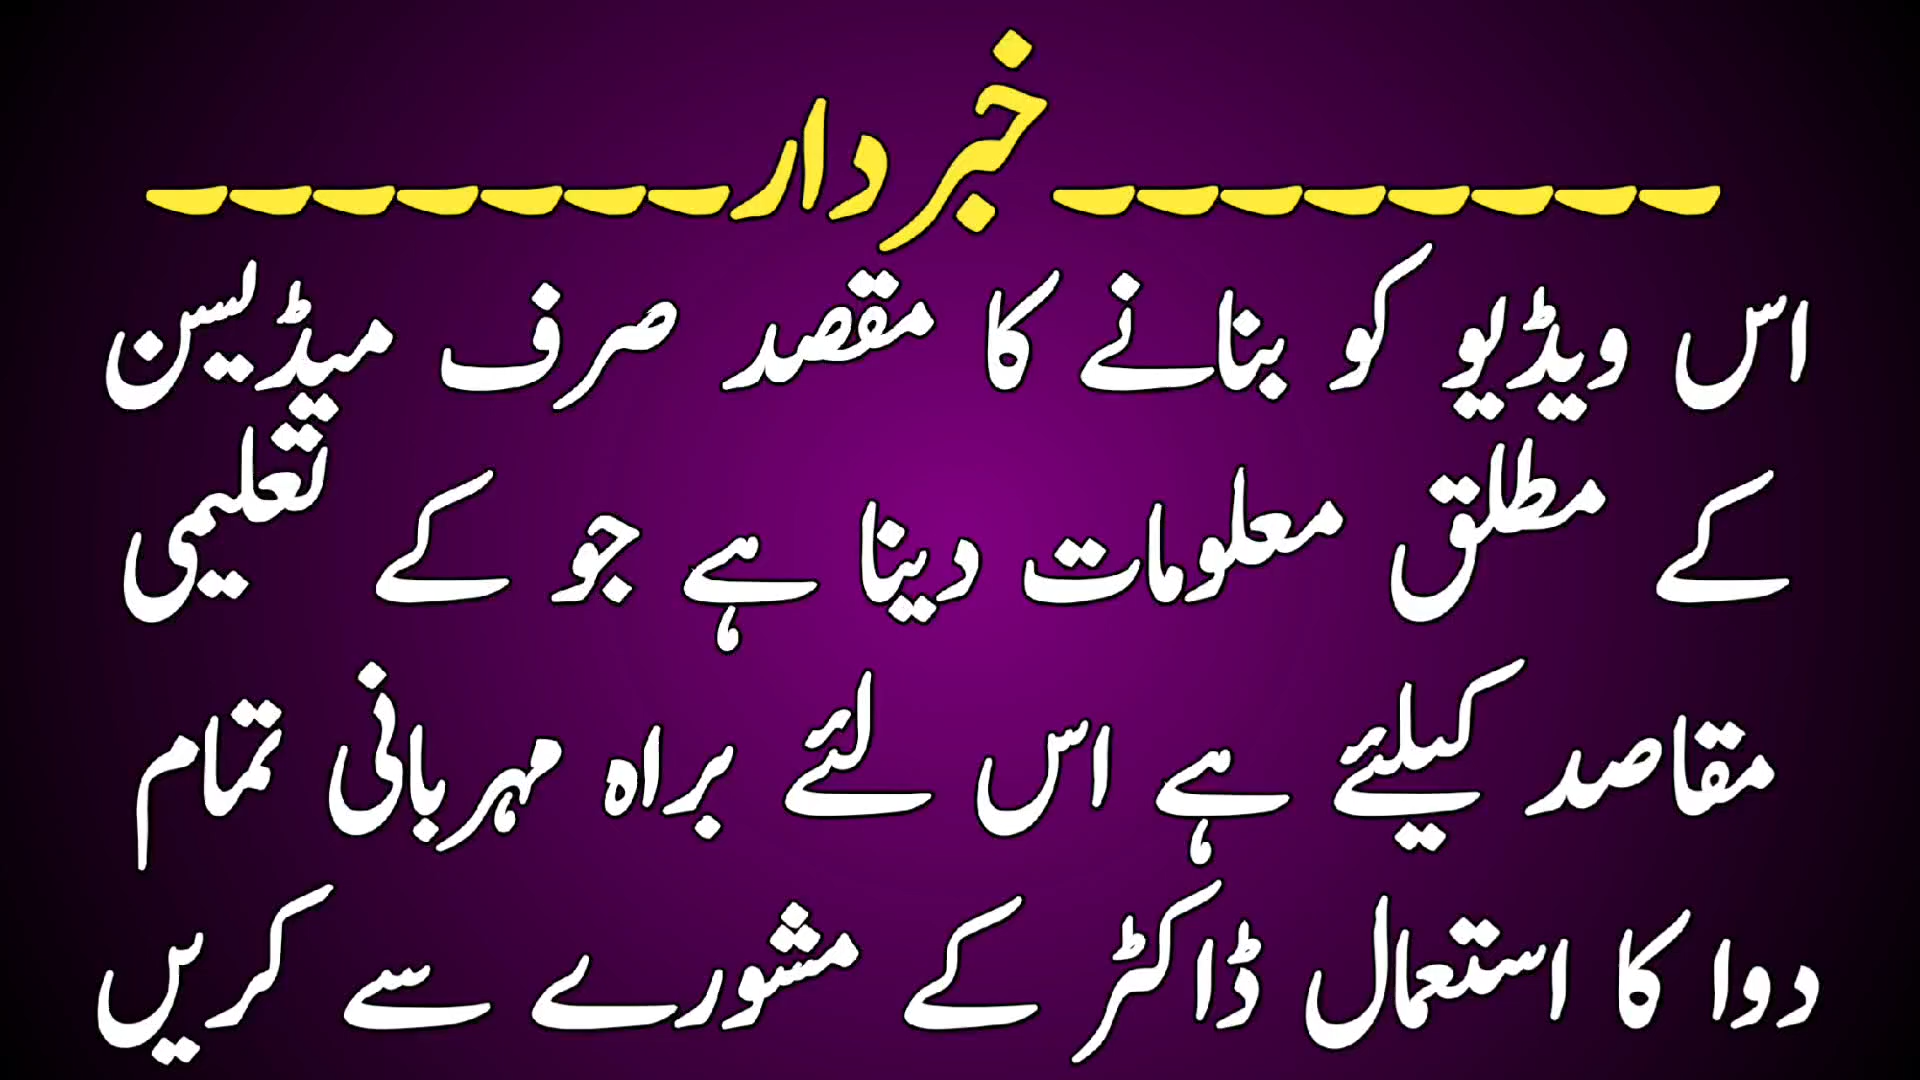 ۔۔۔۔۔۔۔۔خبردار۔۔۔۔۔۔۔
اس ویڈیو کو بنانے کا مقصد صرف میڈیسن
کے مطلق معلومات دینا ہے جو کے تعلیمی
مقاصد کیلئے ہے اس لئے براہ مہربانی تمام
دوا کا استعمال ڈاکٹر کے مشورے سے کریں